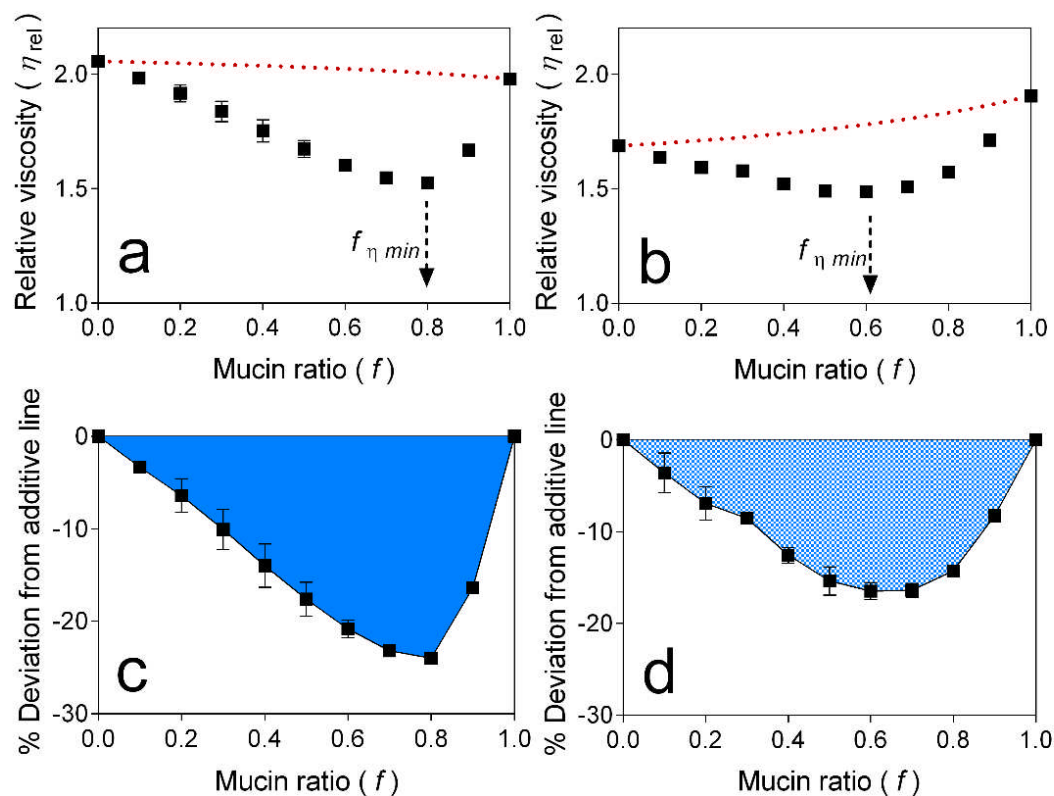 Relative viscosity ( η rel )
2.0
1.5
1.0
a
f η min
0.0 0.2 0.4 0.6 0.8 1.0
Mucin ratio ( f )
Relative viscosity ( η rel )
2.0
1.5
1.0
b
f η min
0.0 0.2 0.4 0.6 0.8 1.0
Mucin ratio ( f )
% Deviation from additive line
0
-10
-20
-30
c
0.0 0.2 0.4 0.6 0.8 1.0
Mucin ratio ( f )
% Deviation from additive line
0
-10
-20
-30
d
0.0 0.2 0.4 0.6 0.8 1.0
Mucin ratio ( f )